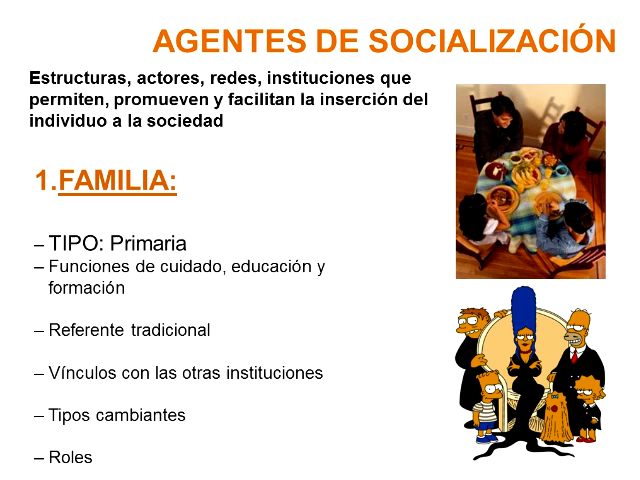 AGENTES DE SOCIALIZACIÓN
Estructuras, actores, redes, instituciones que
permiten, promueven y facilitan la inserción del
individuo a la sociedad
1.FAMILIA:
– TIPO: Primaria
– Funciones de cuidado, educación y
formación
– Referente tradicional
– Vínculos con las otras instituciones
– Tipos cambiantes
– Roles